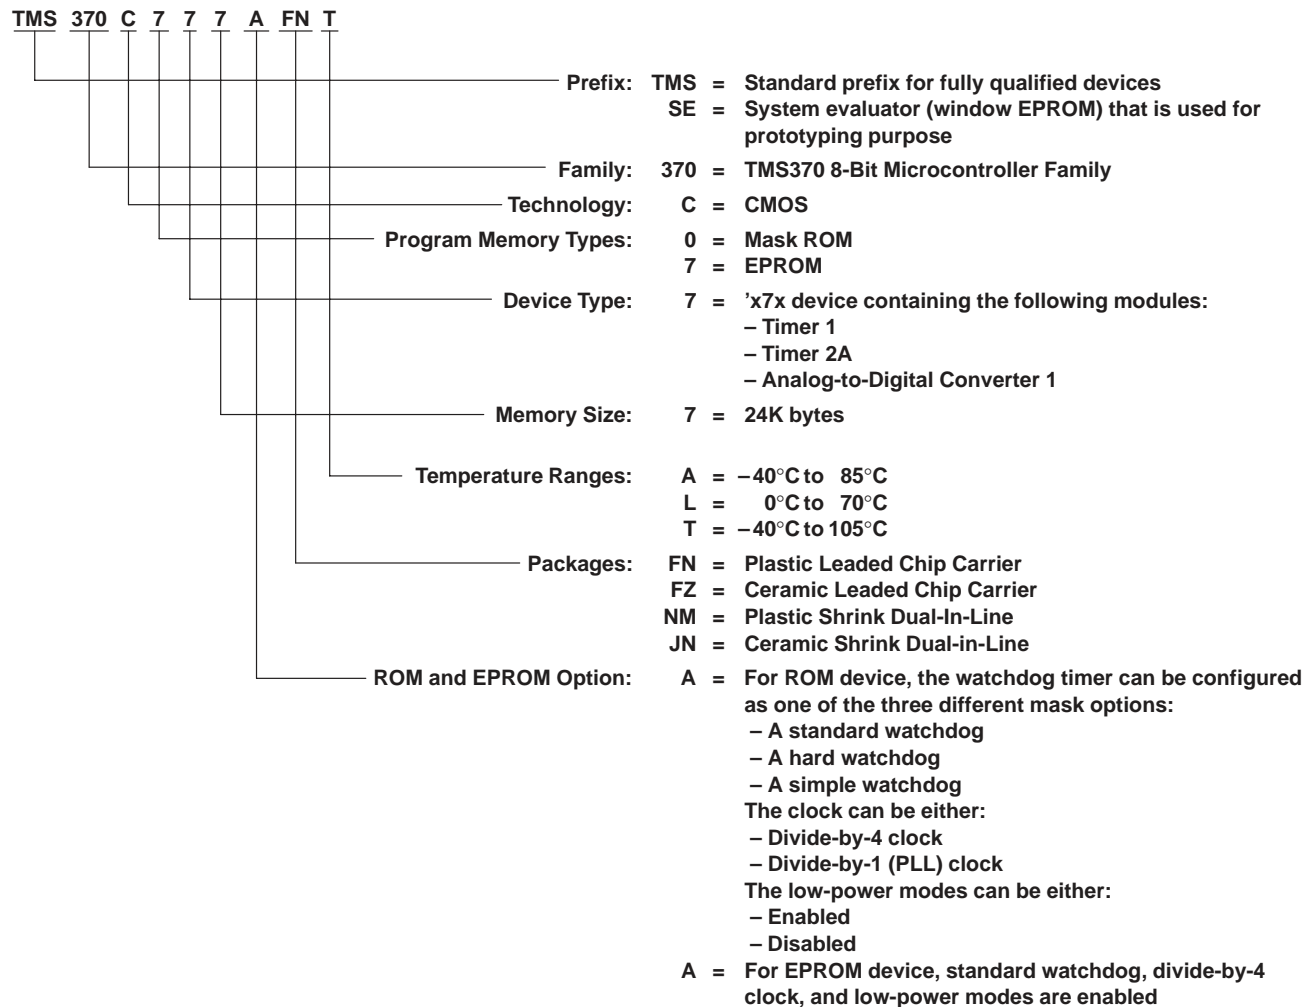 TMS 370 C 7 7 7 A FN T
Prefix: TMS = Standard prefix for fully qualified devices
SE = System evaluator (window EPROM) that is used for
prototyping purpose
Family: 370 = TMS370 8-Bit Microcontroller Family
Technology: C = CMOS
Program Memory Types: 0 = Mask ROM
7 = EPROM
Device Type: 7 = ’x7x device containing the following modules:
– Timer 1
– Timer 2A
– Analog-to-Digital Converter 1
Memory Size: 7 = 24K bytes
Temperature Ranges: A = –40°C to 85°C
L = 0°C to 70°C
T = –40°C to 105°C
Packages: FN = Plastic Leaded Chip Carrier
FZ = Ceramic Leaded Chip Carrier
NM = Plastic Shrink Dual-In-Line
JN = Ceramic Shrink Dual-in-Line
ROM and EPROM Option: A = For ROM device, the watchdog timer can be configured
as one of the three different mask options:
– A standard watchdog
– A hard watchdog
– A simple watchdog
The clock can be either:
– Divide-by-4 clock
– Divide-by-1 (PLL) clock
The low-power modes can be either:
– Enabled
– Disabled
A = For EPROM device, standard watchdog, divide-by-4
clock, and low-power modes are enabled